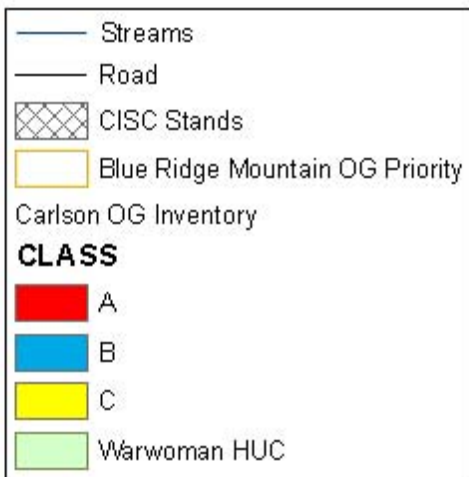 Streams
Road
CISC Stands
Blue Ridge Mountain OG Priority
Carlson OG Inventory
CLASS
A
B
C
Warwoman HUC